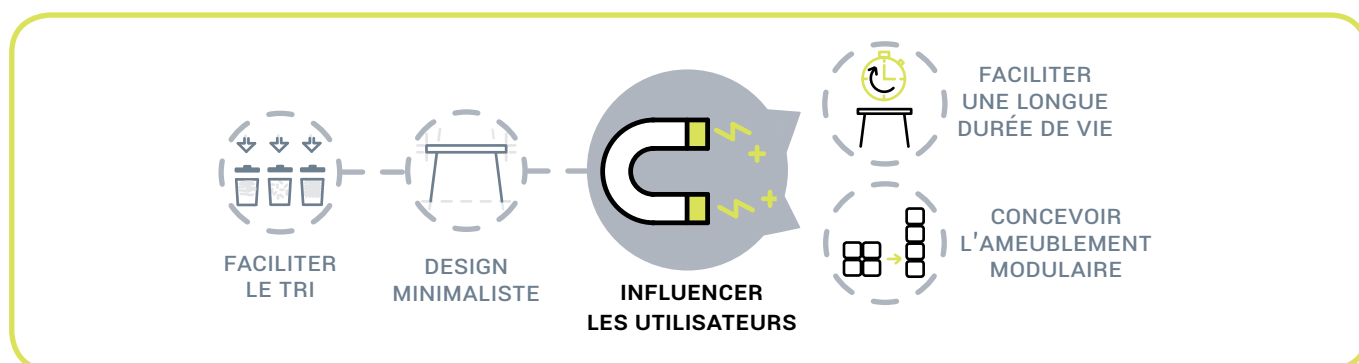 FACILITER
LE TRI
DESIGN
MINIMALISTE
INFLUENCER
LES UTILISATEURS
FACILITER
UNE LONGUE
DURÉE DE VIE
CONCEVOIR
L'AMEUBLEMENT
MODULAIRE